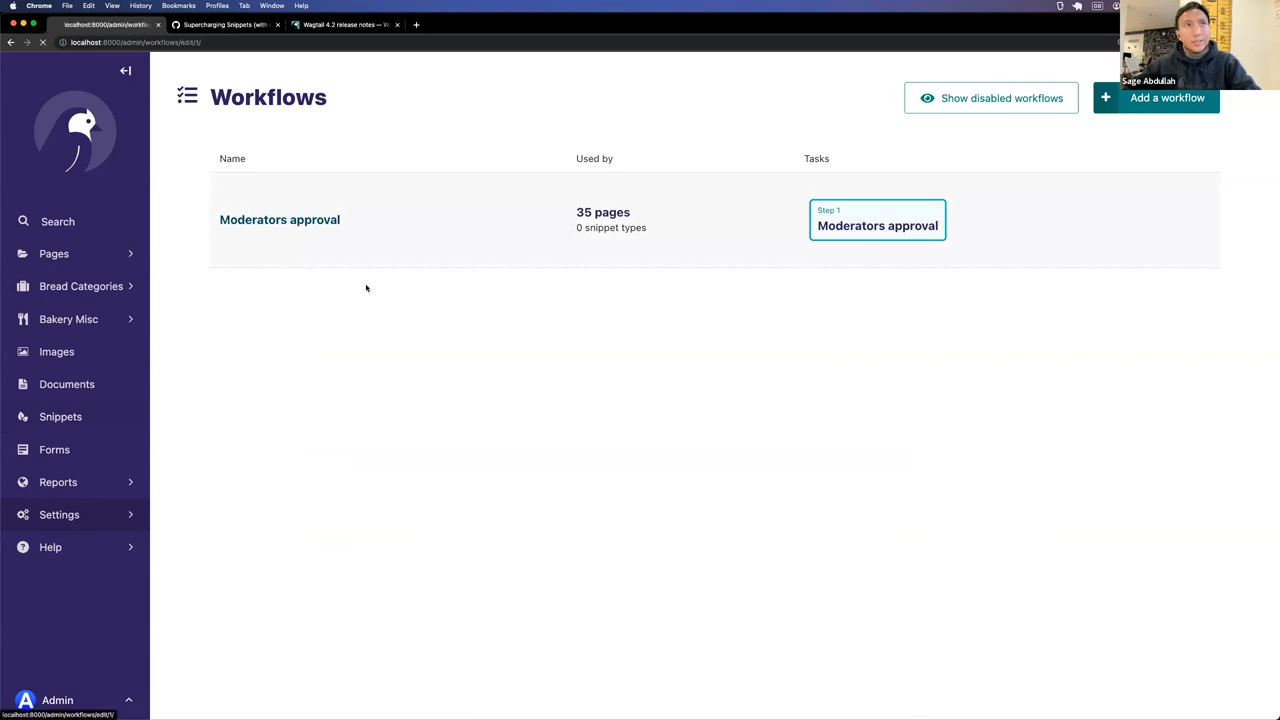 Chrome File Edit View History Bookmarks Profiles Tab Window Help
localhost:8000/admin/workfl
Supercharging Snippets (with
Wagtail 4.2 release notes — W
localhost:8000/admin/workflows/edit/1/
Sage Abdullah
Workflows
Show disabled workflows
Add a workflow
Name Used by Tasks
Moderators approval
35 pages
0 snippet types
Step 1
Moderators approval
Search
Pages
Bread Categories
Bakery Misc
Images
Documents
Snippets
Forms
Reports
Settings
Help
A Admin
localhost:8000/admin/workflows/edit/1/